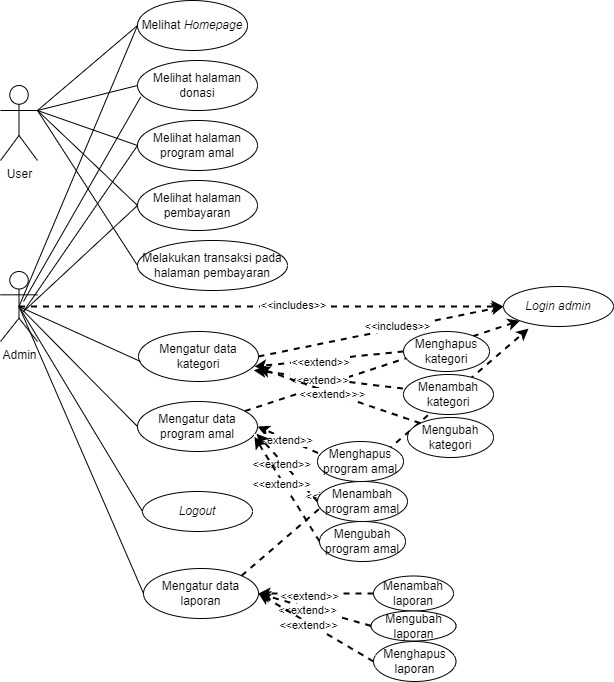 Melihat Homepage
Melihat halaman
donasi
Melihat halaman
program amal
User
Melihat halaman
pembayaran
Melakukan transaksi pada
halaman pembayaran
<<includes>>
Login admin
Admin
<<includes>>
Mengatur data
kategori
Menghapus
kategori
<<extend>>
<<extend>>
Menambah
kategori
<<extend>>
Mengatur data
program amal
Mengubah
kategori
<<extend>>
Menghapus
program amal
<<extend>>
<<extend>>
Menambah
program amal
Logout
Mengubah
program amal
Mengatur data
laporan
Menambah
laporan
<<extend>>
<<extend>>
Mengubah
laporan
<<extend>>
Menghapus
laporan